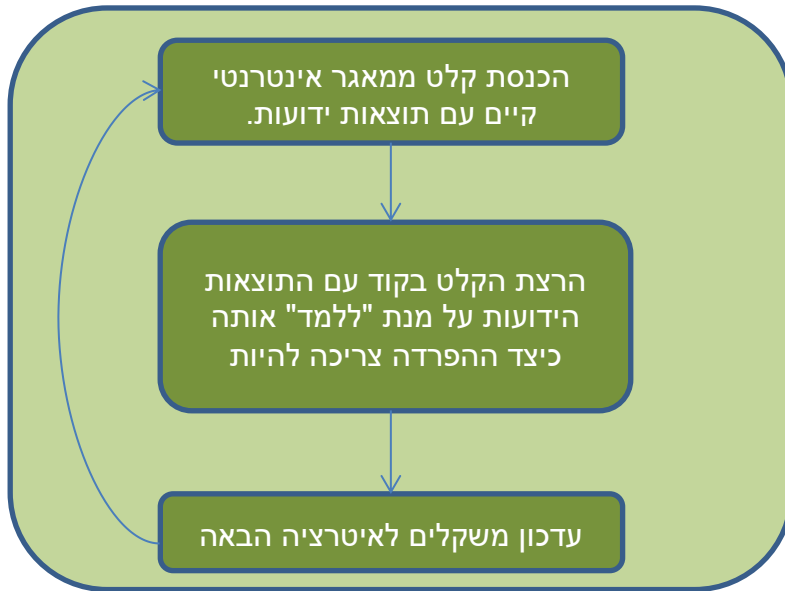 הכנסת קלט ממאגר אינטרנטי
קיים עם תוצאות ידועות.
הרצת הקלט בקוד עם התוצאות
הידועות על מנת "ללמד" אותה
כיצד ההפרדה צריכה להיות
עדכון משקלים לאיטרציה הבאה